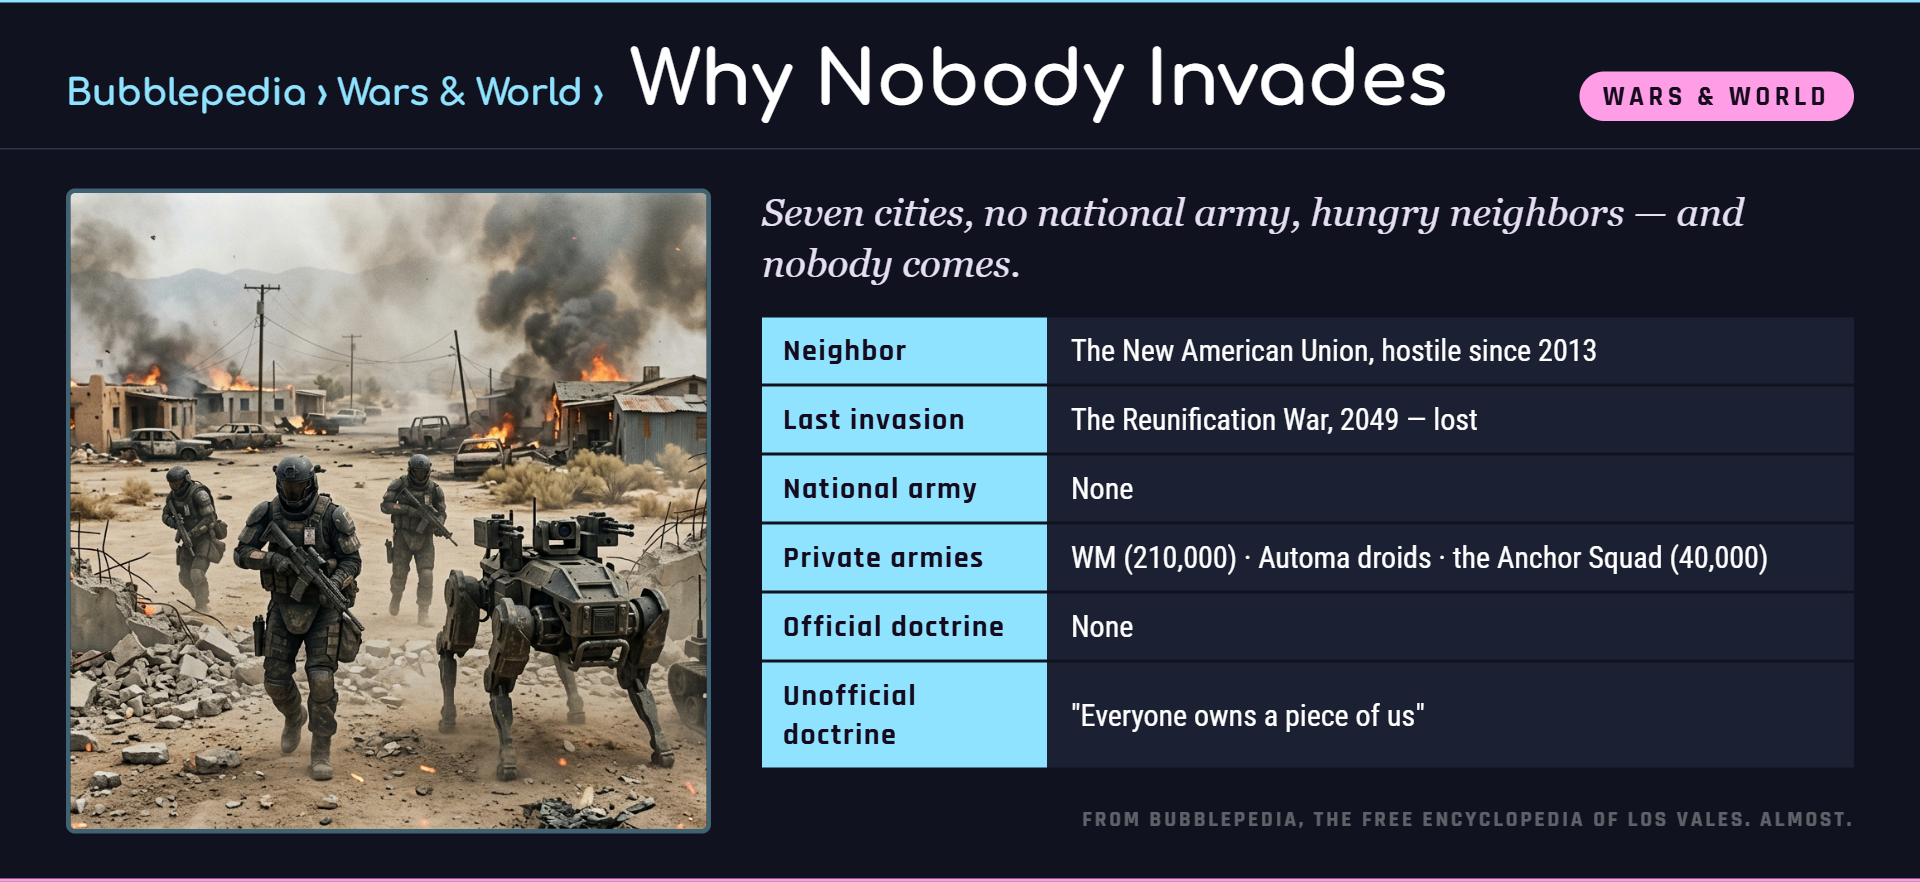 Bubblepedia › Wars & World › Why Nobody Invades
WARS & WORLD
Seven cities, no national army, hungry neighbors — and
nobody comes.
Neighbor The New American Union, hostile since 2013
Last invasion The Reunification War, 2049 — lost
National army None
Private armies WM (210,000) · Automa droids · the Anchor Squad (40,000)
Official doctrine None
Unofficial
doctrine
"Everyone owns a piece of us"
FROM BUBBLEPEDIA, THE FREE ENCYCLOPEDIA OF LOS VALES. ALMOST.